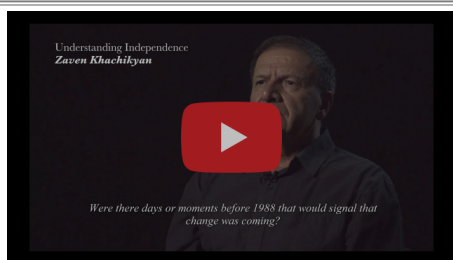 Understanding Independence
Zaven Khachikyan
Were there days or moments before 1988 that would signal that
change was coming?